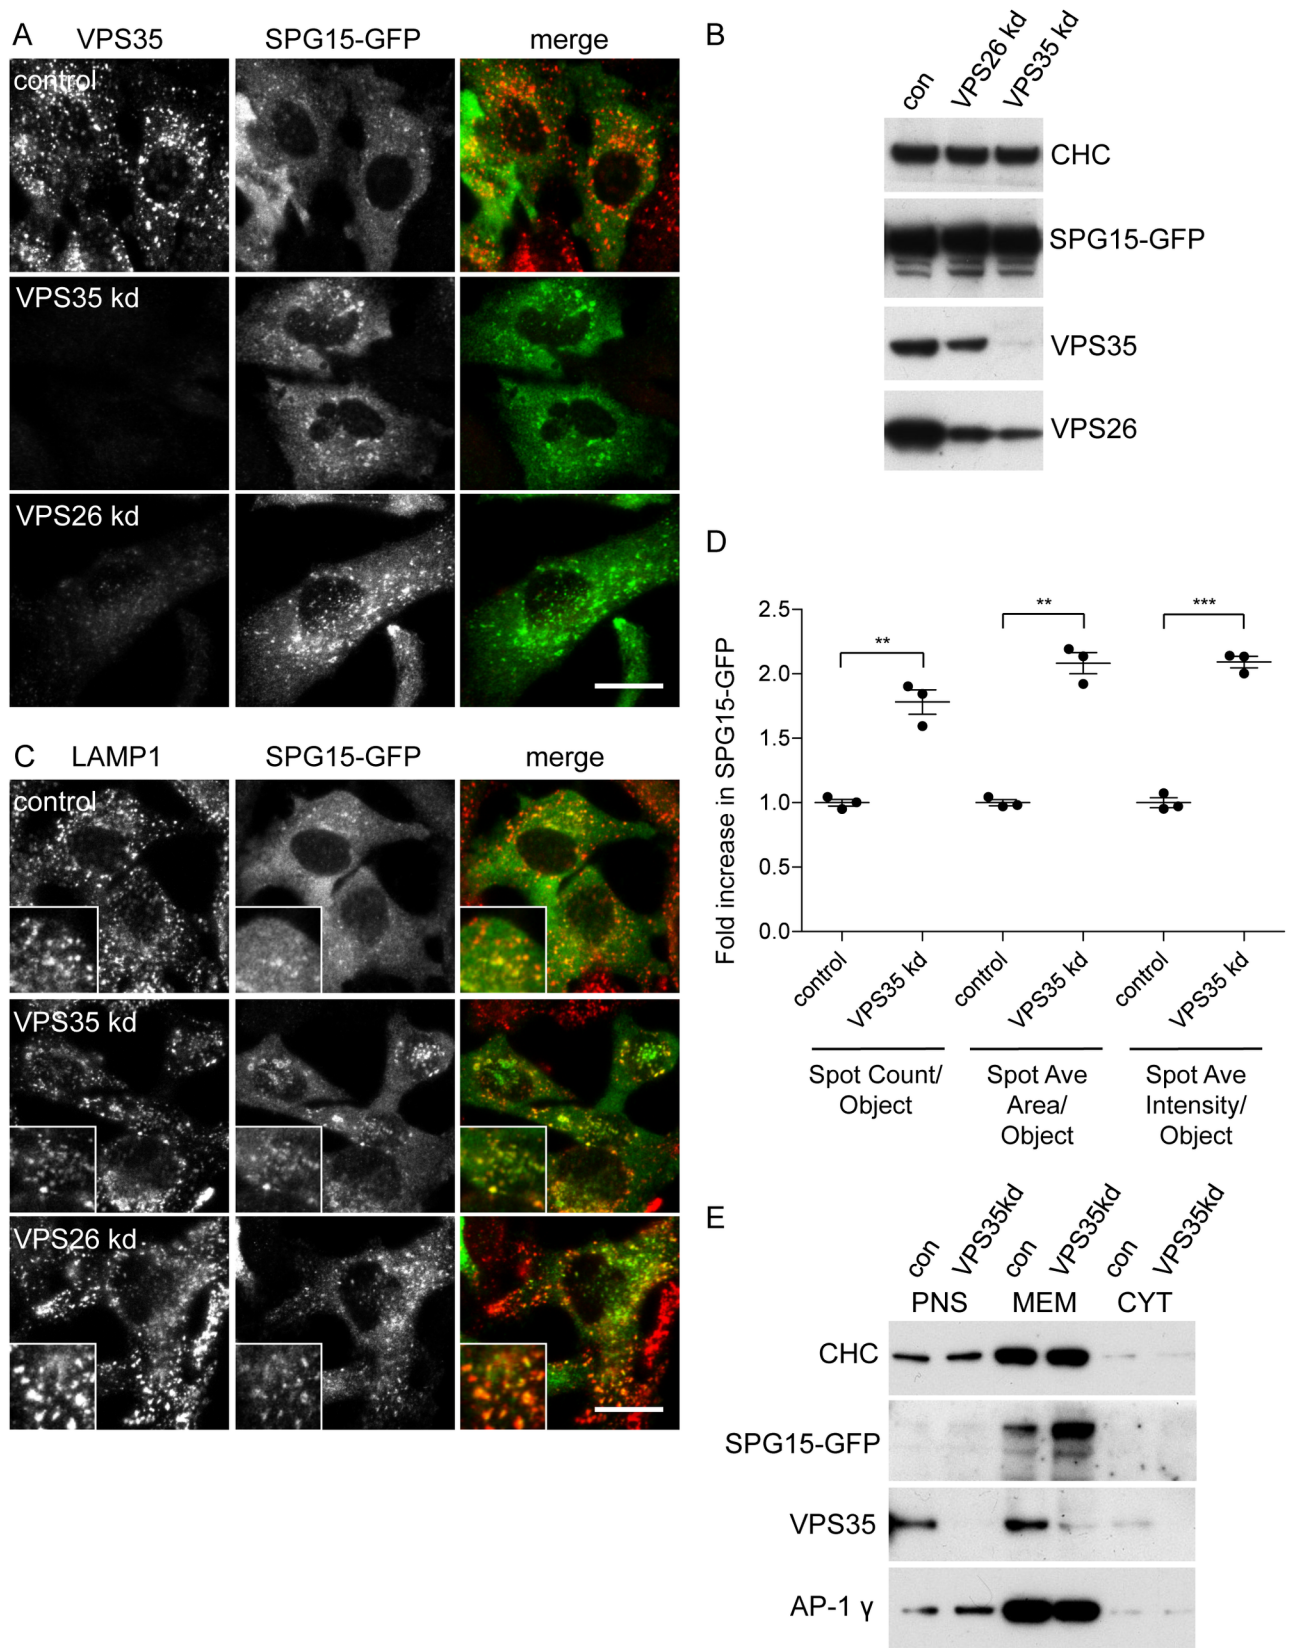 A
VPS35
SPG15-GFP
merge
control
VPS35 kd
VPS26 kd
B
con
VPS26 kd
VPS35 kd
CHC
SPG15-GFP
VPS35
VPS26
C
LAMP1
SPG15-GFP
merge
control
VPS35 kd
VPS26 kd
D
Fold increase in SPG15-GFP
2.5
2.0
1.5
1.0
0.5
0.0
**
**
***
control
VPS35 kd
control
VPS35 kd
control
VPS35 kd
Spot Count/
Object
Spot Ave
Area/
Object
Spot Ave
Intensity/
Object
E
con
VPS35kd
con
VPS35kd
con
VPS35kd
PNS
MEM
CYT
CHC
SPG15-GFP
VPS35
AP-1 γ